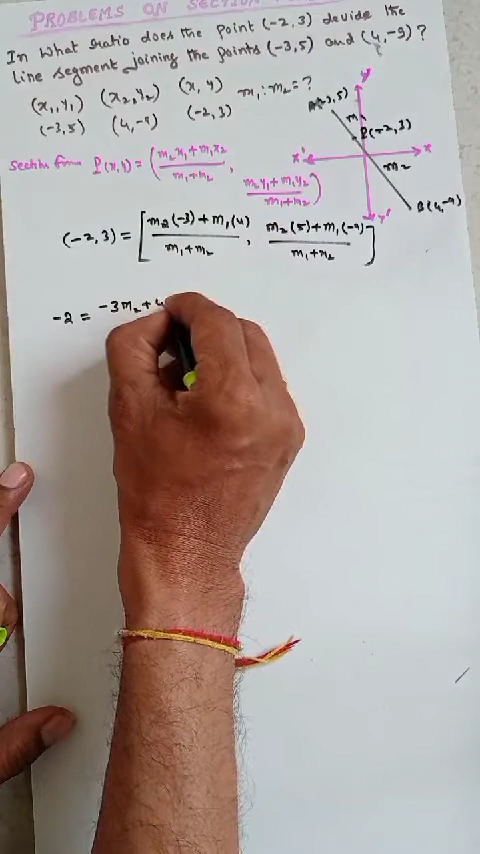 PROBLEMS ON SECTION
In What ratio does the point (-2, 3) devide the
line segment joining the points (-3,5) and (4,-9) ?
(x₁,y₁) (x₂,y₂) (x, y) m₁:m₂=?
(-3,5) (4,-9) (-2,3)
Section form P(x,y) = (m₂x₁+m₁x₂/m₁+m₂, m₂y₁+m₁y₂/m₁+m₂)
A(-3,5)
y'
m₁
P(-2,3)
x' x
m₂
B(4,-9)
y'
(-2,3) = [m₂(-3)+m₁(4)/m₁+m₂, m₂(5)+m₁(-9)/m₁+m₂]
-2 = -3m₂+4